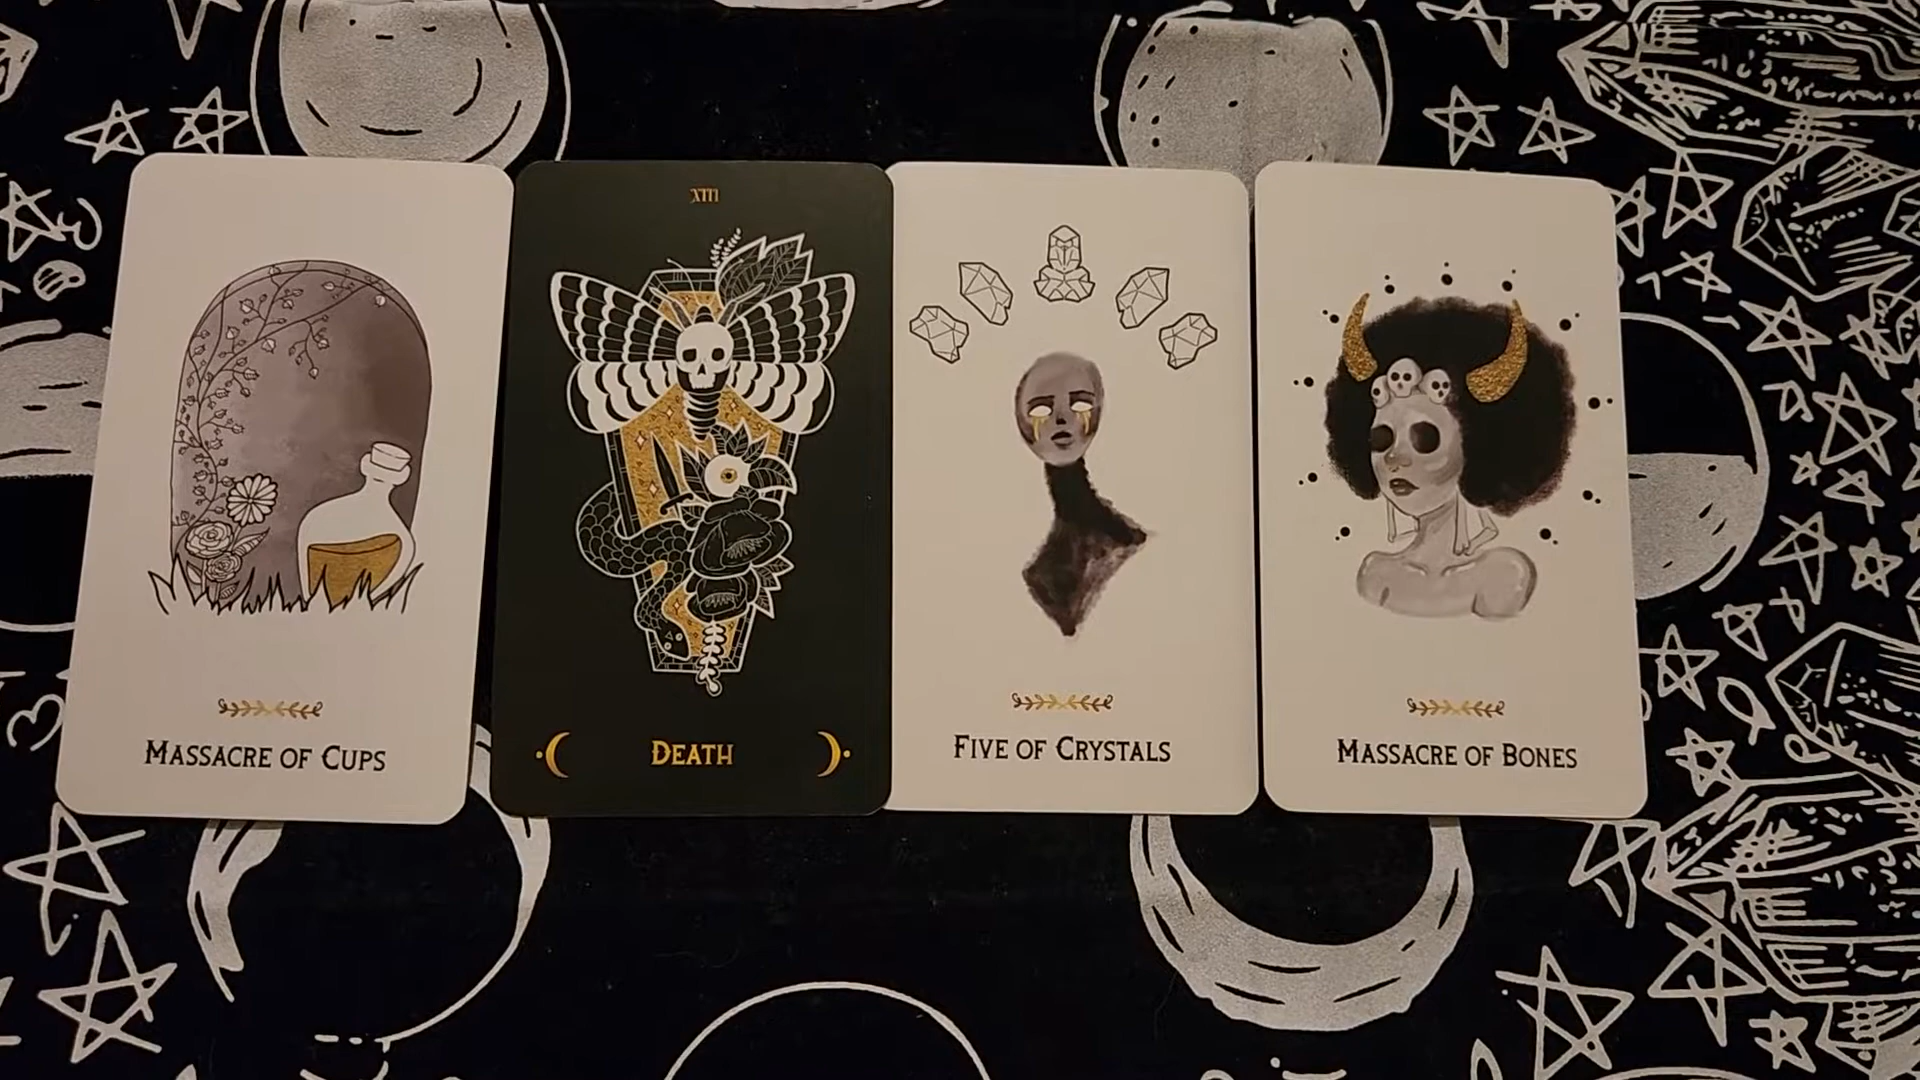 MASSACRE OF CUPS
XIII
DEATH
FIVE OF CRYSTALS
MASSACRE OF BONES